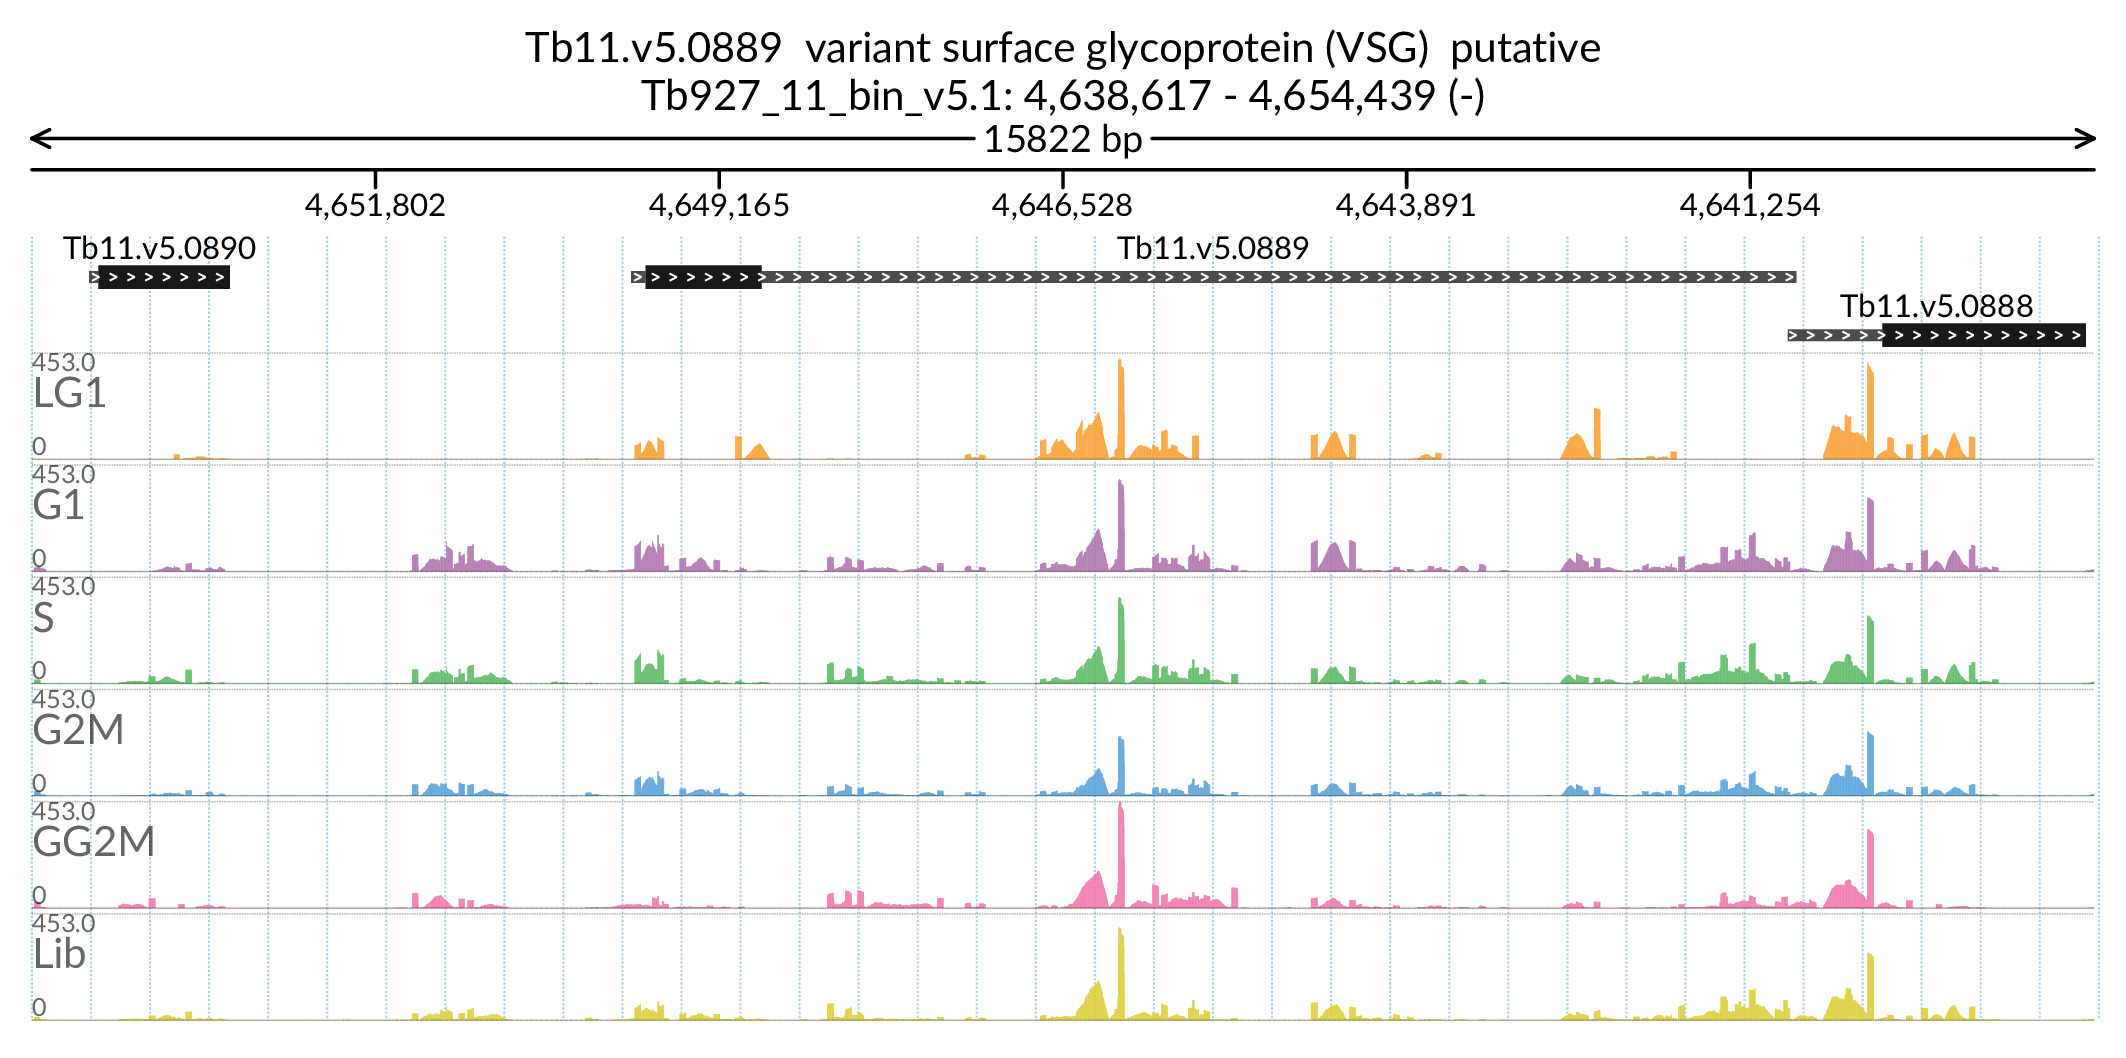 Tb11.v5.0889 variant surface glycoprotein (VSG) putative
Tb927_11_bin_v5.1: 4,638,617 - 4,654,439 (-)
15822 bp
4,651,802 4,649,165 4,646,528 4,643,891 4,641,254
Tb11.v5.0890 Tb11.v5.0889
Tb11.v5.0888
453.0
LG1
0
453.0
G1
0
453.0
S
0
453.0
G2M
0
453.0
GG2M
0
453.0
Lib
0